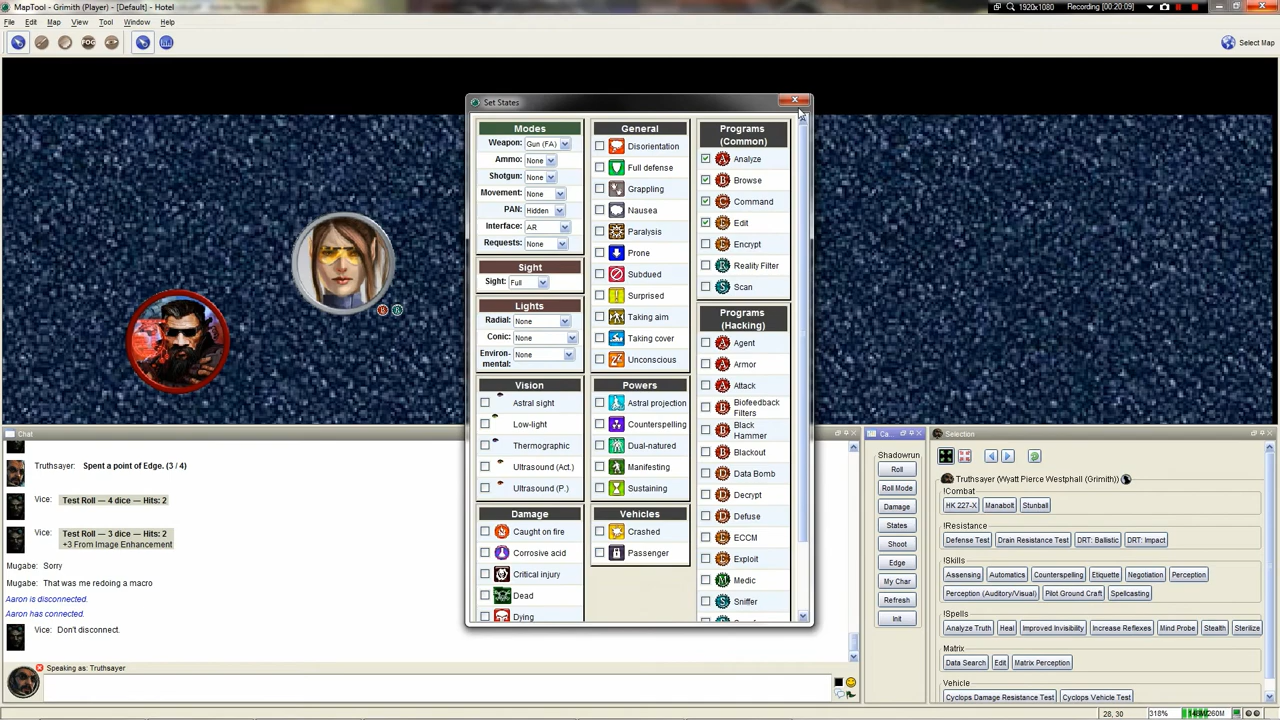 MapTool - Grimith (Player) - [Default] - Hotel
1920x1080
Recording [00:20:09]
File Edit Map View Tool Window Help
FOG
Select Map
Set States
Modes
Weapon: Gun (FA)
Ammo: None
Shotgun: None
Movement: None
PAN: Hidden
Interface: AR
Requests: None
Sight
Sight: Full
Lights
Radial: None
Conic: None
Environ-
mental: None
Vision
Astral sight
Low-light
Thermographic
Ultrasound (Act.)
Ultrasound (P.)
Damage
Caught on fire
Corrosive acid
Critical injury
Dead
Dying
General
Disorientation
Full defense
Grappling
Nausea
Paralysis
Prone
Subdued
Surprised
Taking aim
Taking cover
Unconscious
Powers
Astral projection
Counterspelling
Dual-natured
Manifesting
Sustaining
Vehicles
Crashed
Passenger
Programs
(Common)
A Analyze
B Browse
C Command
E Edit
E Encrypt
R Reality Filter
S Scan
Programs
(Hacking)
A Agent
A Armor
A Attack
B Biofeedback
Filters
B Black
Hammer
B Blackout
D Data Bomb
D Decrypt
D Defuse
E ECCM
E Exploit
M Medic
S Sniffer
B R
Chat
Truthsayer: Spent a point of Edge. (3 / 4)
Vice: Test Roll — 4 dice — Hits: 2
Vice: Test Roll — 3 dice — Hits: 2
+3 From Image Enhancement
Mugabe: Sorry
Mugabe: That was me redoing a macro
Aaron is disconnected.
Aaron has connected.
Vice: Don't disconnect.
Speaking as: Truthsayer
Ca...
Shadowrun
Roll
Roll Mode
Damage
States
Shoot
Edge
My Char
Refresh
Init
Selection
Truthsayer (Wyatt Pierce Westphall (Grimith))
!Combat
HK 227-X Manabolt Stunball
!Resistance
Defense Test Drain Resistance Test DRT: Ballistic DRT: Impact
!Skills
Assensing Automatics Counterspelling Etiquette Negotiation Perception
Perception (Auditory/Visual) Pilot Ground Craft Spellcasting
!Spells
Analyze Truth Heal Improved Invisibility Increase Reflexes Mind Probe Stealth Sterilize
Matrix
Data Search Edit Matrix Perception
Vehicle
Cyclops Damage Resistance Test Cyclops Vehicle Test
28, 30
318%